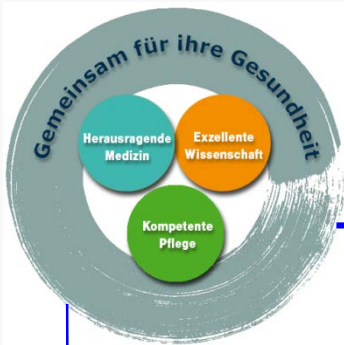 Gemeinsam für ihre Gesundheit
Herausragende
Medizin
Exzellente
Wissenschaft
Kompetente
Pflege